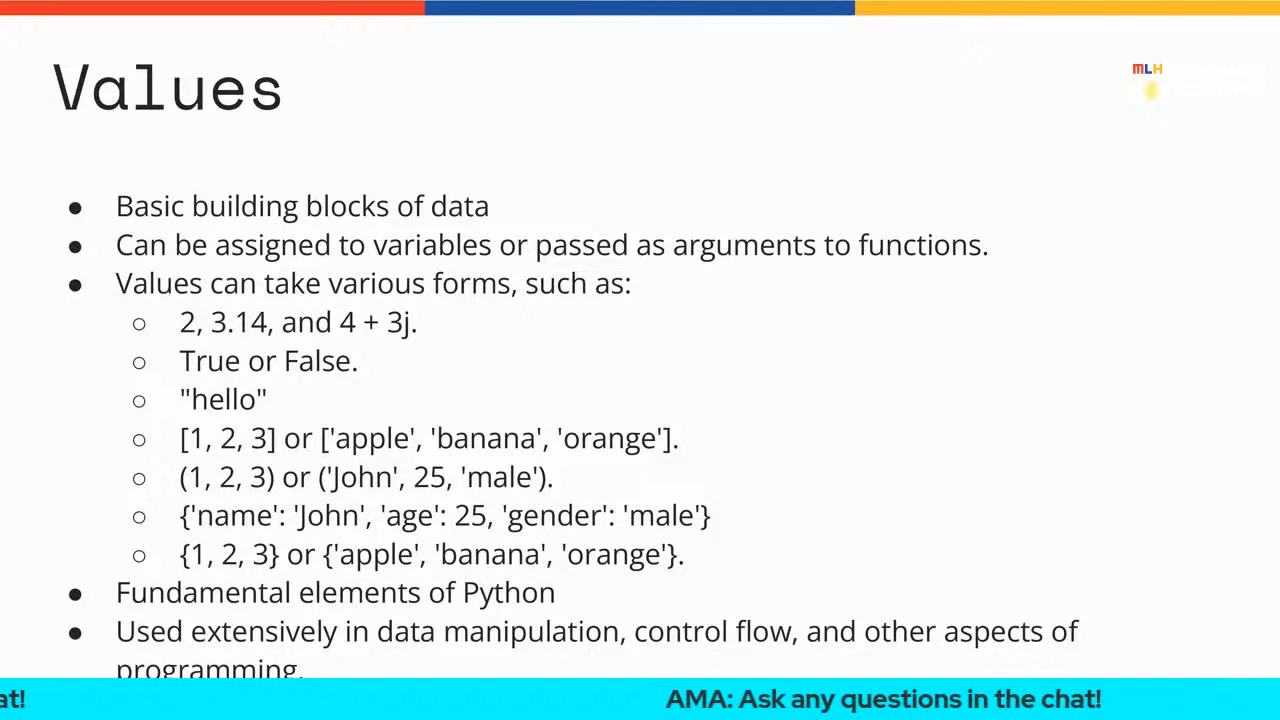 Values
MLH
● Basic building blocks of data
● Can be assigned to variables or passed as arguments to functions.
● Values can take various forms, such as:
○ 2, 3.14, and 4 + 3j.
○ True or False.
○ "hello"
○ [1, 2, 3] or ['apple', 'banana', 'orange'].
○ (1, 2, 3) or ('John', 25, 'male').
○ {'name': 'John', 'age': 25, 'gender': 'male'}
○ {1, 2, 3} or {'apple', 'banana', 'orange'}.
● Fundamental elements of Python
● Used extensively in data manipulation, control flow, and other aspects of
programming.
at! AMA: Ask any questions in the chat!